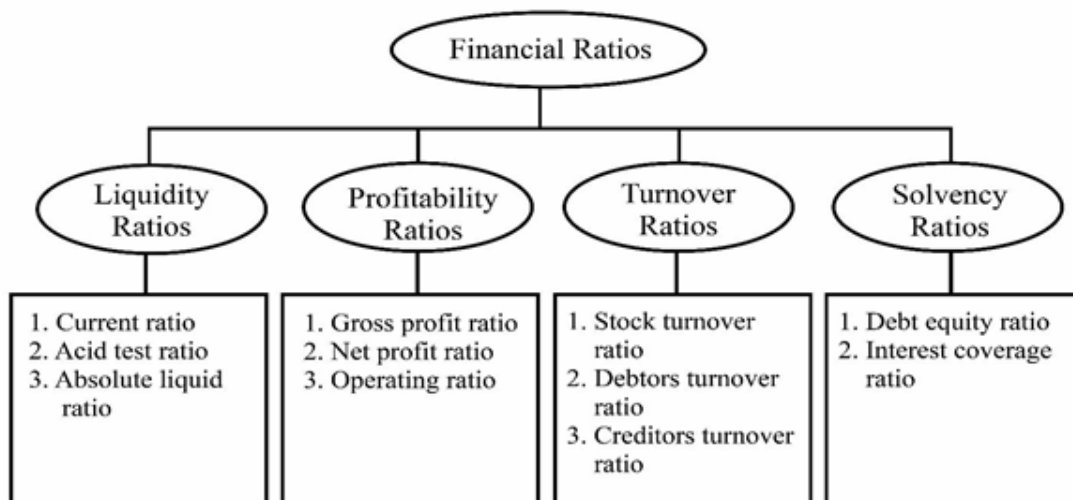 Financial Ratios
Liquidity
Ratios
Profitability
Ratios
Turnover
Ratios
Solvency
Ratios
1. Current ratio
2. Acid test ratio
3. Absolute liquid
ratio
1. Gross profit ratio
2. Net profit ratio
3. Operating ratio
1. Stock turnover
ratio
2. Debtors turnover
ratio
3. Creditors turnover
ratio
1. Debt equity ratio
2. Interest coverage
ratio